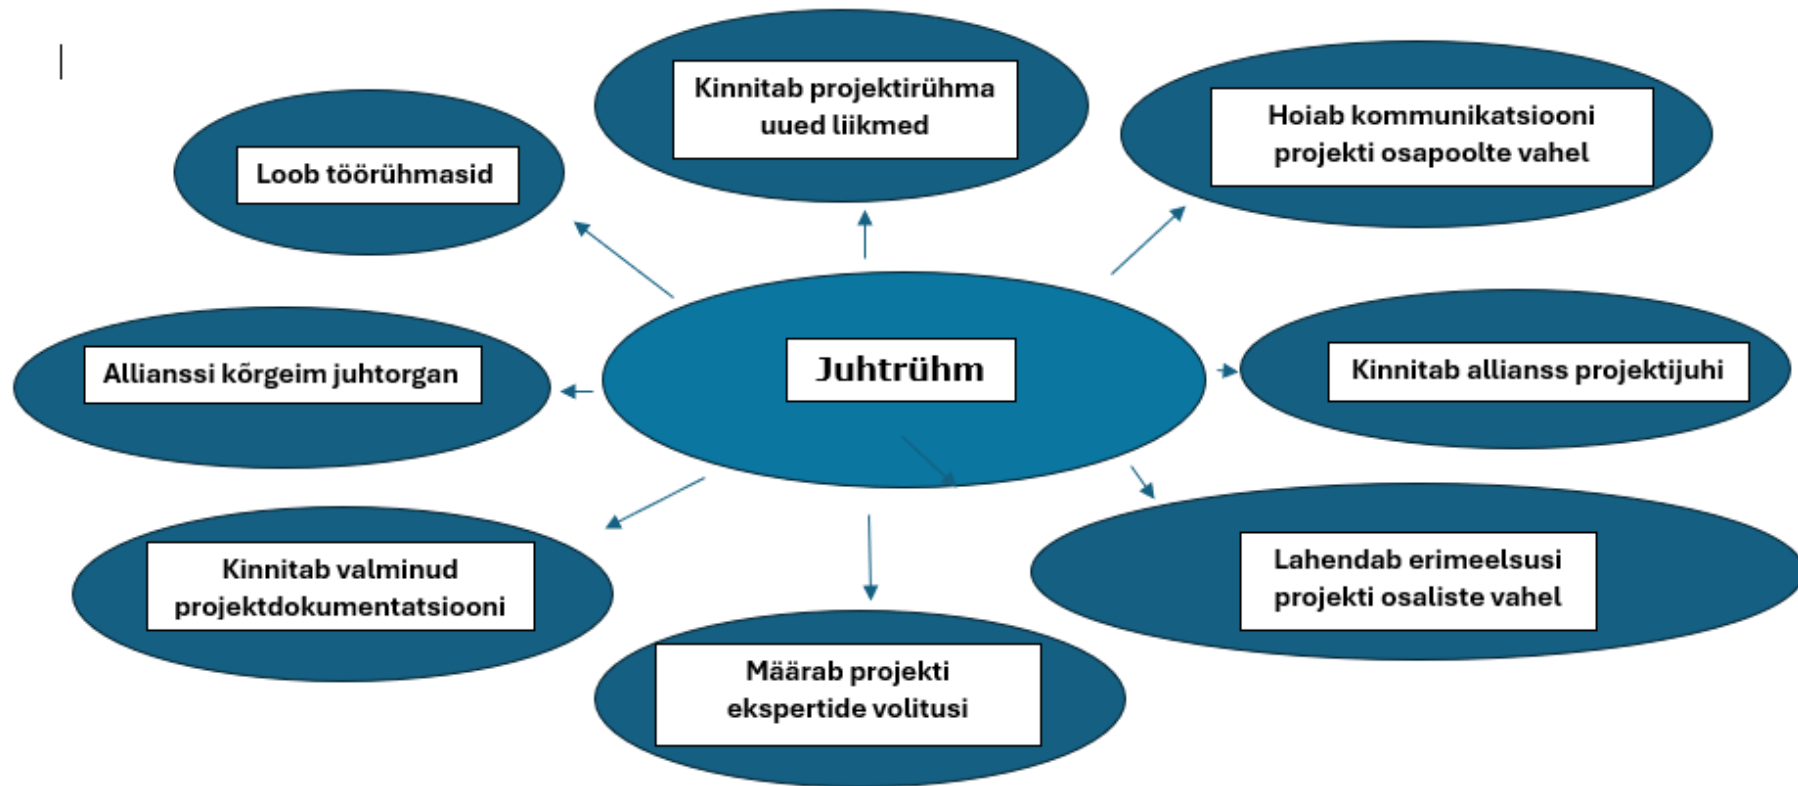 Kinnitab projektirühma
uued liikmed
Hoiab kommunikatsiooni
projekti osapoolte vahel
Loob töörühmasid
Allianssi kõrgeim juhtorgan
Juhtrühm
Kinnitab allianss projektijuhi
Kinnitab valminud
projektdokumentatsiooni
Lahendab erimeelsusi
projekti osaliste vahel
Määrab projekti
ekspertide volitusi